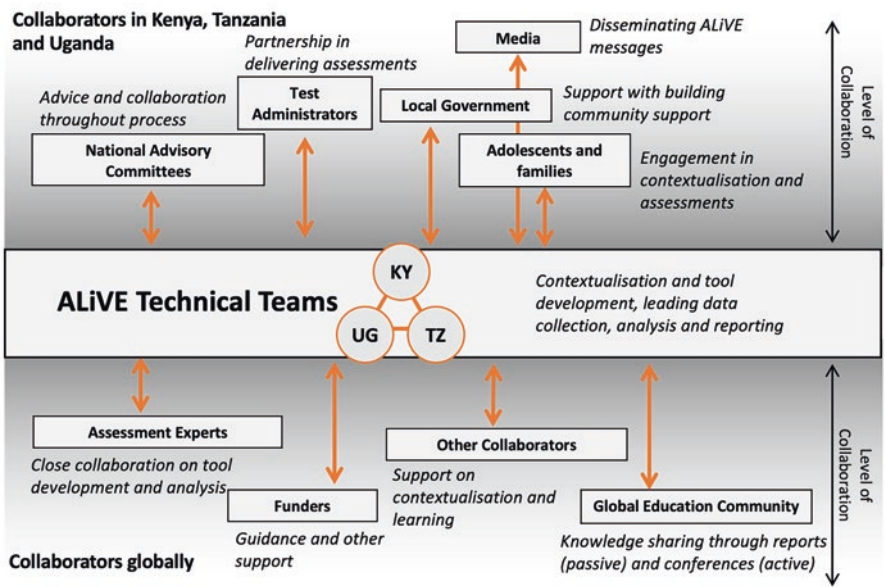 Collaborators in Kenya, Tanzania
and Uganda
Media
Disseminating ALiVE
messages
Partnership in
delivering assessments
Test
Administrators
Local Government
Support with building
community support
Advice and collaboration
throughout process
National Advisory
Committees
Adolescents and
families
Engagement in
contextualisation and
assessments
Level of
Collaboration
ALiVE Technical Teams
KY
UG
TZ
Contextualisation and tool
development, leading data
collection, analysis and reporting
Assessment Experts
Close collaboration on tool
development and analysis
Funders
Guidance and other
support
Other Collaborators
Support on
contextualisation and
learning
Global Education Community
Knowledge sharing through reports
(passive) and conferences (active)
Level of
Collaboration
Collaborators globally